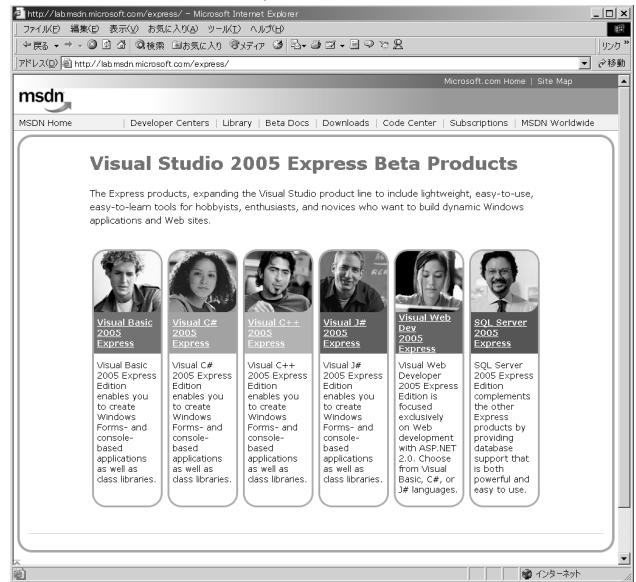 http://lab.msdn.microsoft.com/express/ - Microsoft Internet Explorer
ファイル(F) 編集(E) 表示(V) お気に入り(A) ツール(T) ヘルプ(H)
戻る 検索 お気に入り メディア リンク »
アドレス(D) http://lab.msdn.microsoft.com/express/ 移動
Microsoft.com Home | Site Map
msdn
MSDN Home | Developer Centers | Library | Beta Docs | Downloads | Code Center | Subscriptions | MSDN Worldwide
Visual Studio 2005 Express Beta Products
The Express products, expanding the Visual Studio product line to include lightweight, easy-to-use,
easy-to-learn tools for hobbyists, enthusiasts, and novices who want to build dynamic Windows
applications and Web sites.
Visual Basic
2005
Express
Visual Basic
2005 Express
Edition
enables you
to create
Windows
Forms- and
console-
based
applications
as well as
class libraries.
Visual C#
2005
Express
Visual C#
2005 Express
Edition
enables you
to create
Windows
Forms- and
console-
based
applications
as well as
class libraries.
Visual C++
2005
Express
Visual C++
2005 Express
Edition
enables you
to create
Windows
Forms- and
console-
based
applications
as well as
class libraries.
Visual J#
2005
Express
Visual J#
2005 Express
Edition
enables you
to create
Windows
Forms- and
console-
based
applications
as well as
class libraries.
Visual Web
Dev
2005
Express
Visual Web
Developer
2005 Express
Edition is
focused
exclusively
on Web
development
with ASP.NET
2.0. Choose
from Visual
Basic, C#, or
J# languages.
SQL Server
2005
Express
SQL Server
2005 Express
Edition
complements
the other
Express
products by
providing
database
support that
is both
powerful and
easy to use.
インターネット